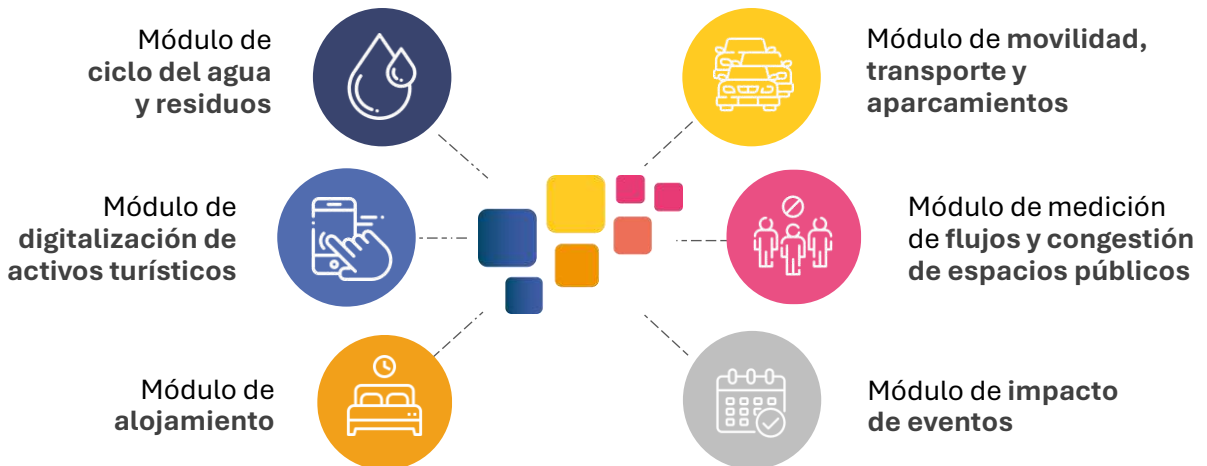 Módulo de
ciclo del agua
y residuos
Módulo de movilidad,
transporte y
aparcamientos
Módulo de
digitalización de
activos turísticos
Módulo de medición
de flujos y congestión
de espacios públicos
Módulo de
alojamiento
Módulo de impacto
de eventos